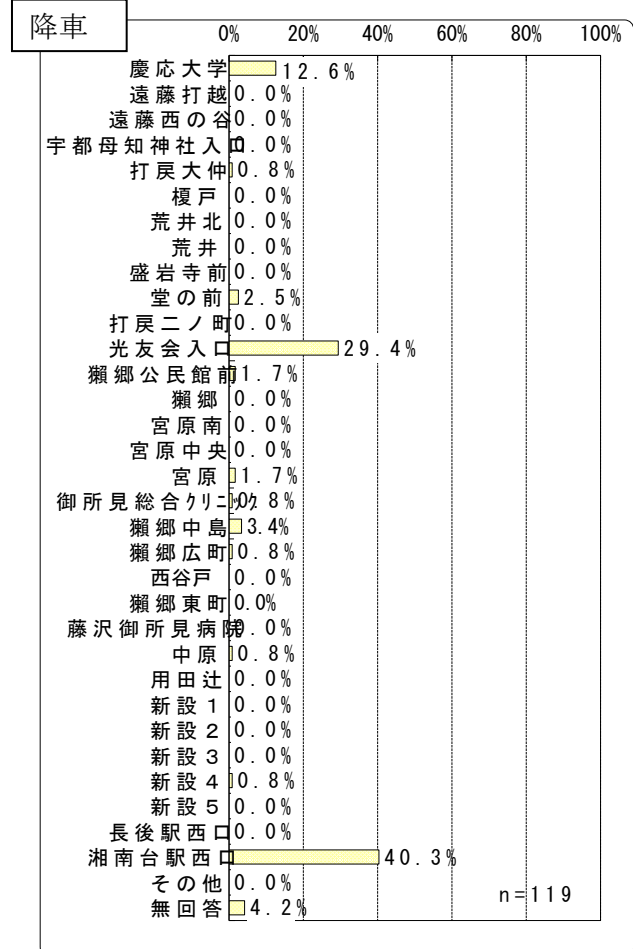 降車
0% 20% 40% 60% 80% 100%
慶応大学 12.6%
遠藤打越 0.0%
遠藤西の谷 0.0%
宇都母知神社入口 0.0%
打戻大仲 0.8%
榎戸 0.0%
荒井北 0.0%
荒井 0.0%
盛岩寺前 0.0%
堂の前 2.5%
打戻二ノ町 0.0%
光友会入口 29.4%
獺郷公民館前 1.7%
獺郷 0.0%
宮原南 0.0%
宮原中央 0.0%
宮原 1.7%
御所見総合クリニック 0.8%
獺郷中島 3.4%
獺郷広町 0.8%
西谷戸 0.0%
獺郷東町 0.0%
藤沢御所見病院 0.0%
中原 0.8%
用田辻 0.0%
新設1 0.0%
新設2 0.0%
新設3 0.0%
新設4 0.8%
新設5 0.0%
長後駅西口 0.0%
湘南台駅西口 40.3%
その他 0.0%
無回答 4.2%
n=119